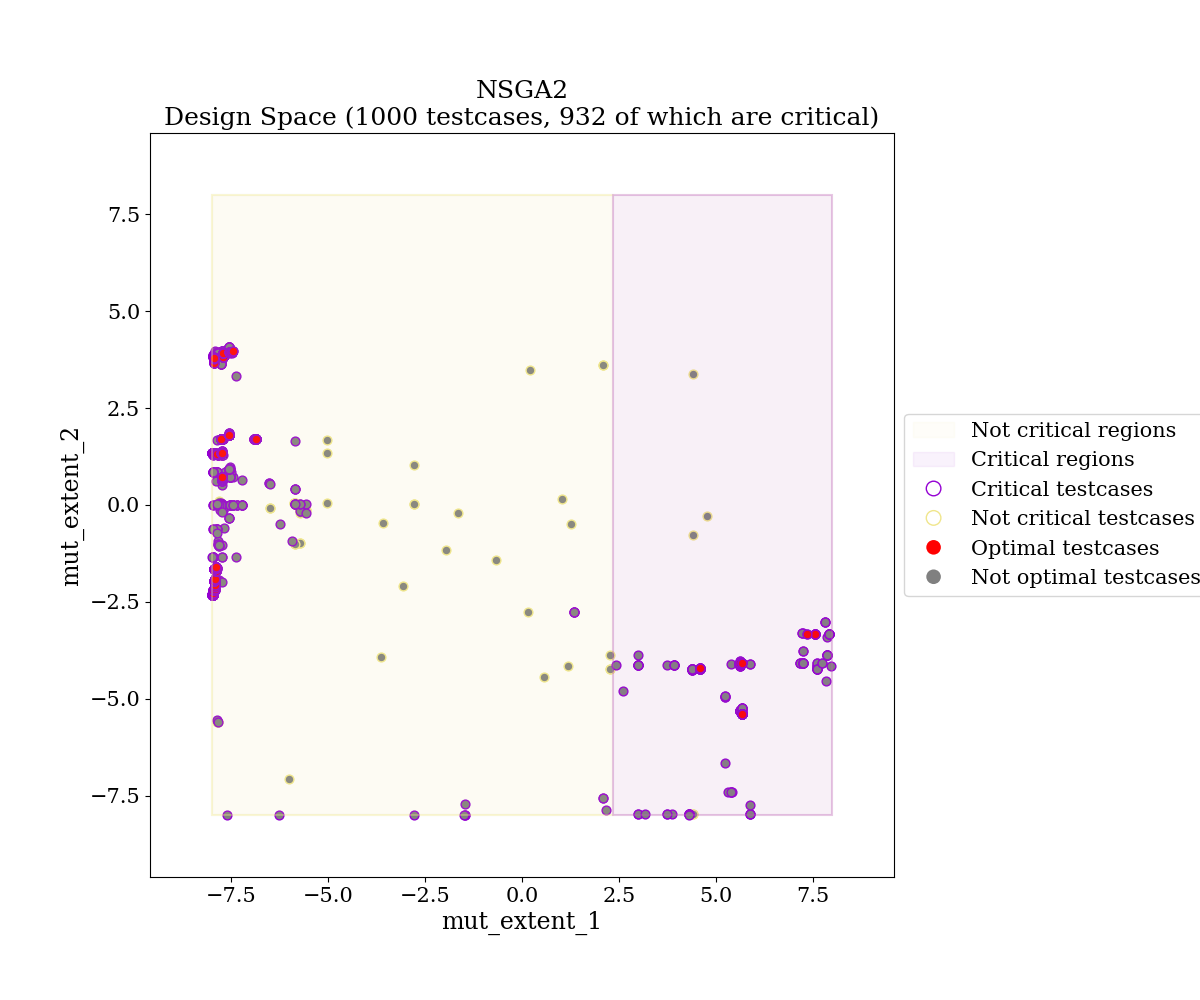 NSGA2
Design Space (1000 testcases, 932 of which are critical)
7.5
5.0
2.5
0.0
−2.5
−5.0
−7.5
mut_extent_2
−7.5
−5.0
−2.5
0.0
2.5
5.0
7.5
mut_extent_1
Not critical regions
Critical regions
Critical testcases
Not critical testcases
Optimal testcases
Not optimal testcases